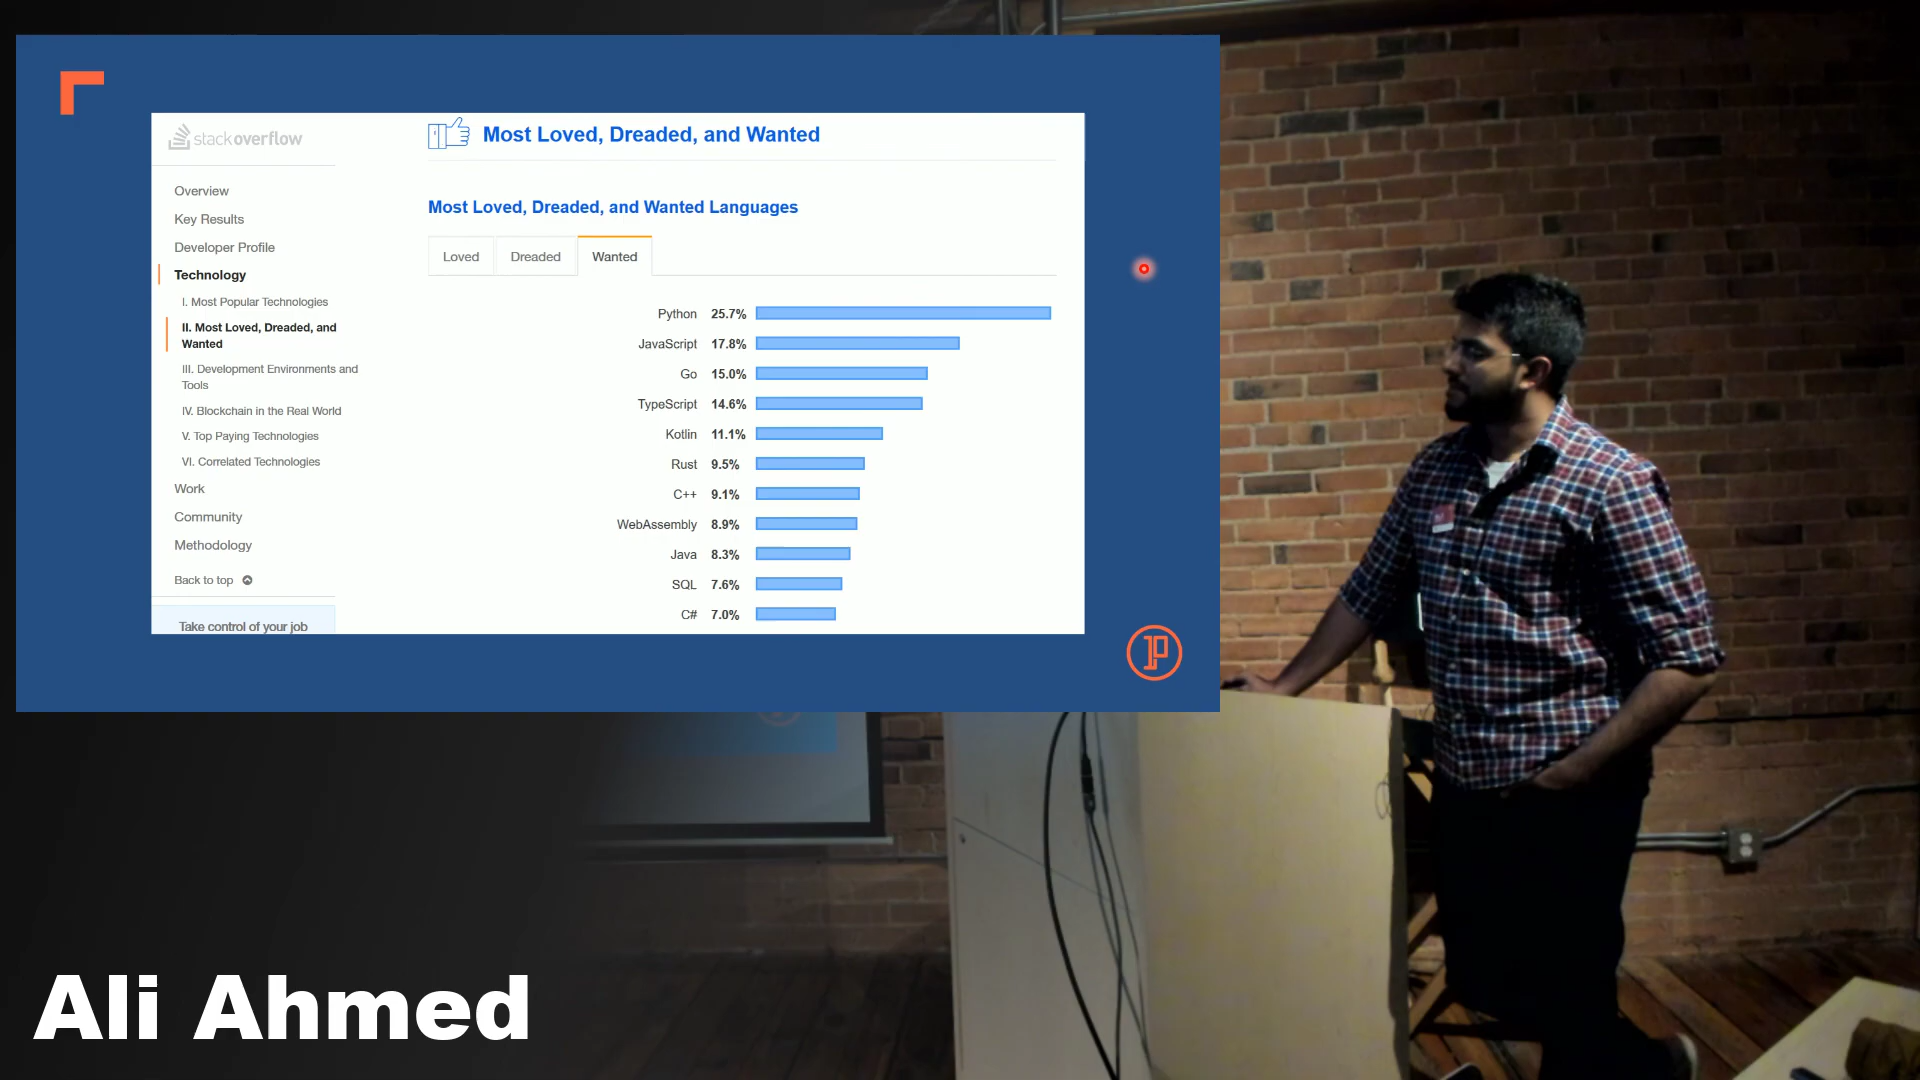 stackoverflow
Overview
Key Results
Developer Profile
Technology
I. Most Popular Technologies
II. Most Loved, Dreaded, and
Wanted
III. Development Environments and
Tools
IV. Blockchain in the Real World
V. Top Paying Technologies
VI. Correlated Technologies
Work
Community
Methodology
Back to top
Take control of your job
Most Loved, Dreaded, and Wanted
Most Loved, Dreaded, and Wanted Languages
Loved Dreaded Wanted
Python 25.7%
JavaScript 17.8%
Go 15.0%
TypeScript 14.6%
Kotlin 11.1%
Rust 9.5%
C++ 9.1%
WebAssembly 8.9%
Java 8.3%
SQL 7.6%
C# 7.0%
Ali Ahmed